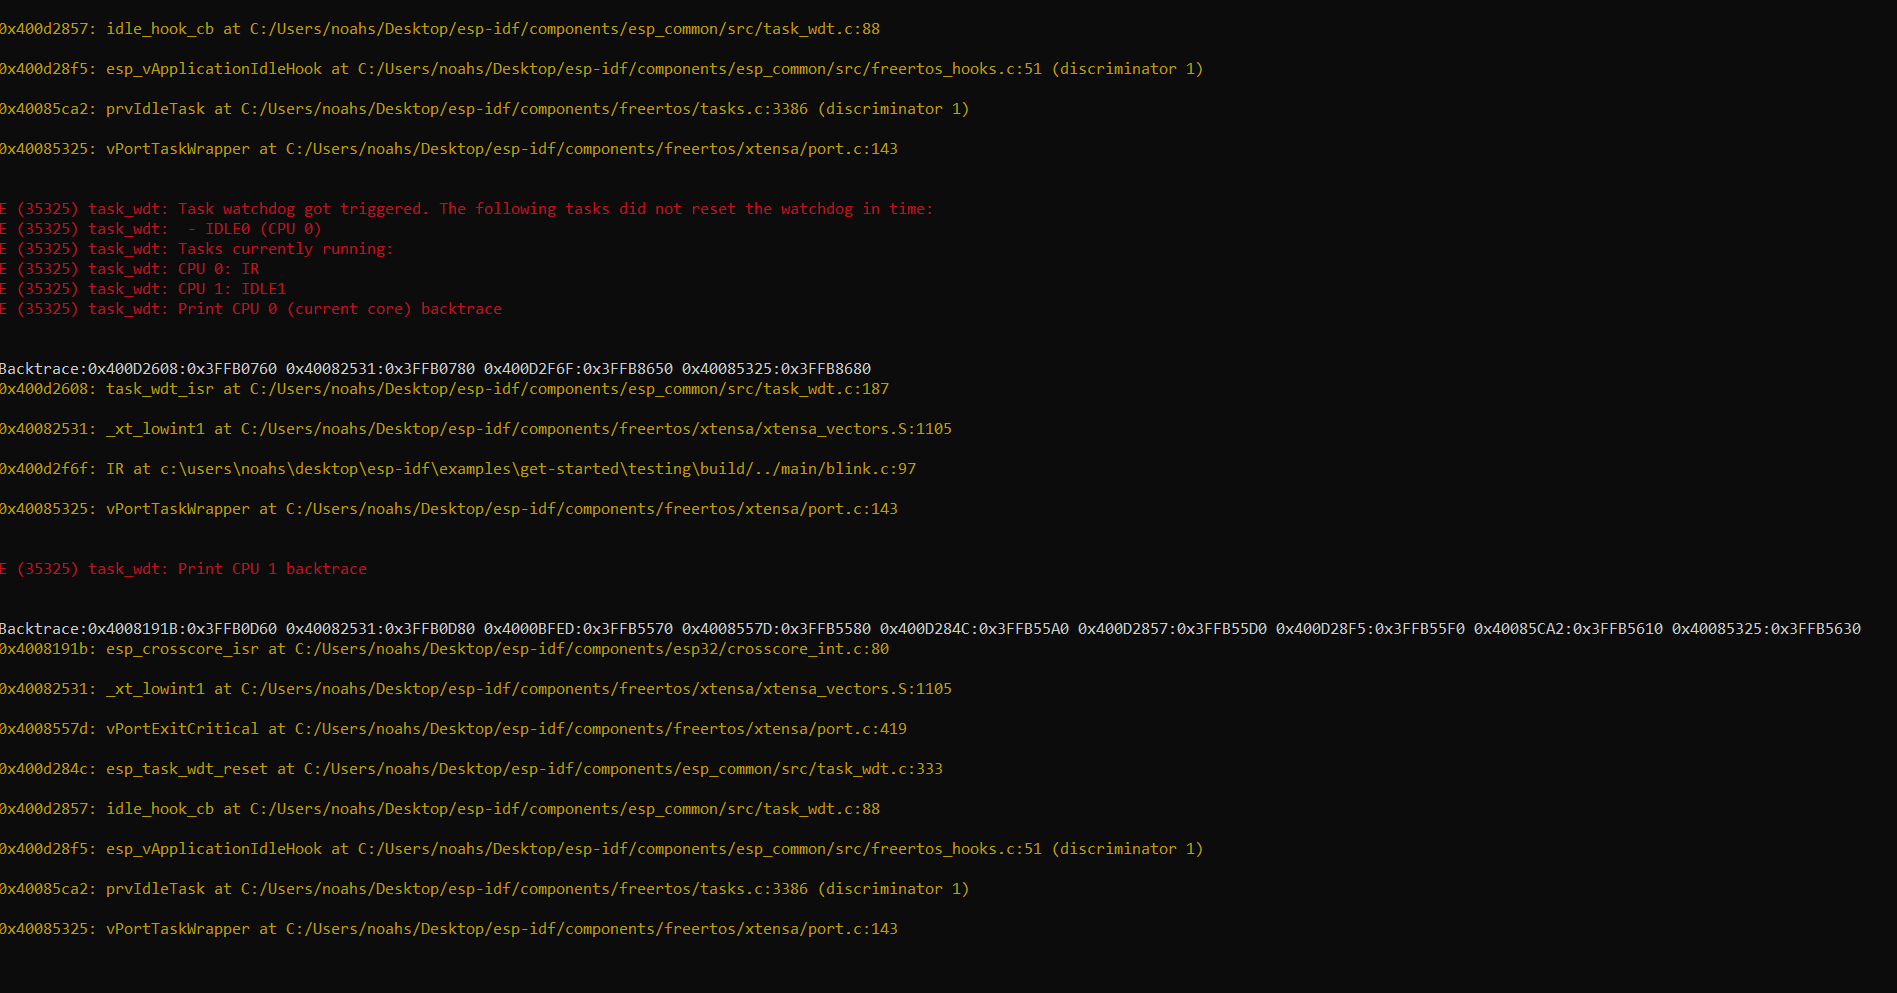 0x400d2857: idle_hook_cb at C:/Users/noahs/Desktop/esp-idf/components/esp_common/src/task_wdt.c:88
0x400d28f5: esp_vApplicationIdleHook at C:/Users/noahs/Desktop/esp-idf/components/esp_common/src/freertos_hooks.c:51 (discriminator 1)
0x40085ca2: prvIdleTask at C:/Users/noahs/Desktop/esp-idf/components/freertos/tasks.c:3386 (discriminator 1)
0x40085325: vPortTaskWrapper at C:/Users/noahs/Desktop/esp-idf/components/freertos/xtensa/port.c:143
E (35325) task_wdt: Task watchdog got triggered. The following tasks did not reset the watchdog in time:
E (35325) task_wdt:  - IDLE0 (CPU 0)
E (35325) task_wdt: Tasks currently running:
E (35325) task_wdt: CPU 0: IR
E (35325) task_wdt: CPU 1: IDLE1
E (35325) task_wdt: Print CPU 0 (current core) backtrace
Backtrace:0x400D2608:0x3FFB0760 0x40082531:0x3FFB0780 0x400D2F6F:0x3FFB8650 0x40085325:0x3FFB8680
0x400d2608: task_wdt_isr at C:/Users/noahs/Desktop/esp-idf/components/esp_common/src/task_wdt.c:187
0x40082531: _xt_lowint1 at C:/Users/noahs/Desktop/esp-idf/components/freertos/xtensa/xtensa_vectors.S:1105
0x400d2f6f: IR at c:\users\noahs\desktop\esp-idf\examples\get-started\testing\build/../main/blink.c:97
0x40085325: vPortTaskWrapper at C:/Users/noahs/Desktop/esp-idf/components/freertos/xtensa/port.c:143
E (35325) task_wdt: Print CPU 1 backtrace
Backtrace:0x4008191B:0x3FFB0D60 0x40082531:0x3FFB0D80 0x4000BFED:0x3FFB5570 0x4008557D:0x3FFB5580 0x400D284C:0x3FFB55A0 0x400D2857:0x3FFB55D0 0x400D28F5:0x3FFB55F0 0x40085CA2:0x3FFB5610 0x40085325:0x3FFB5630
0x4008191b: esp_crosscore_isr at C:/Users/noahs/Desktop/esp-idf/components/esp32/crosscore_int.c:80
0x40082531: _xt_lowint1 at C:/Users/noahs/Desktop/esp-idf/components/freertos/xtensa/xtensa_vectors.S:1105
0x4008557d: vPortExitCritical at C:/Users/noahs/Desktop/esp-idf/components/freertos/xtensa/port.c:419
0x400d284c: esp_task_wdt_reset at C:/Users/noahs/Desktop/esp-idf/components/esp_common/src/task_wdt.c:333
0x400d2857: idle_hook_cb at C:/Users/noahs/Desktop/esp-idf/components/esp_common/src/task_wdt.c:88
0x400d28f5: esp_vApplicationIdleHook at C:/Users/noahs/Desktop/esp-idf/components/esp_common/src/freertos_hooks.c:51 (discriminator 1)
0x40085ca2: prvIdleTask at C:/Users/noahs/Desktop/esp-idf/components/freertos/tasks.c:3386 (discriminator 1)
0x40085325: vPortTaskWrapper at C:/Users/noahs/Desktop/esp-idf/components/freertos/xtensa/port.c:143